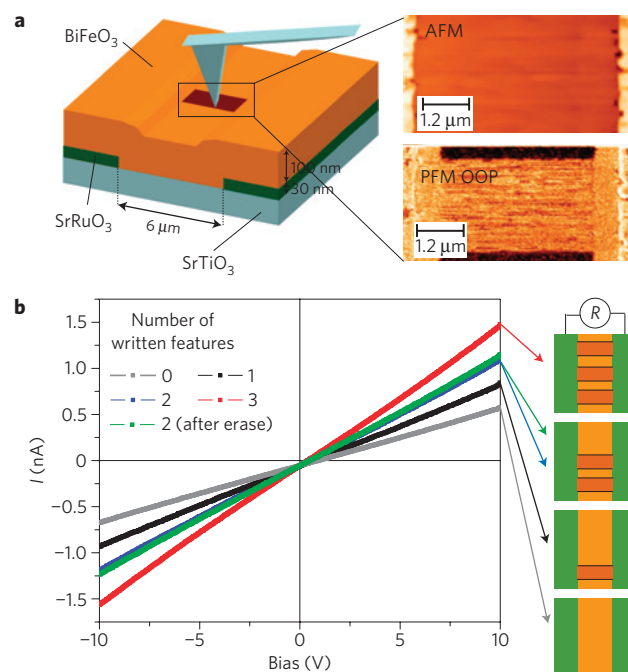 a
BiFeO₃
AFM
1.2 µm
100 nm
30 nm
PFM OOP
SrRuO₃
6 µm
SrTiO₃
1.2 µm
b
Number of
written features
0
1
2
3
2 (after erase)
R
1.5
1.0
0.5
0
−0.5
−1.0
−1.5
I (nA)
−10
−5
0
5
10
Bias (V)